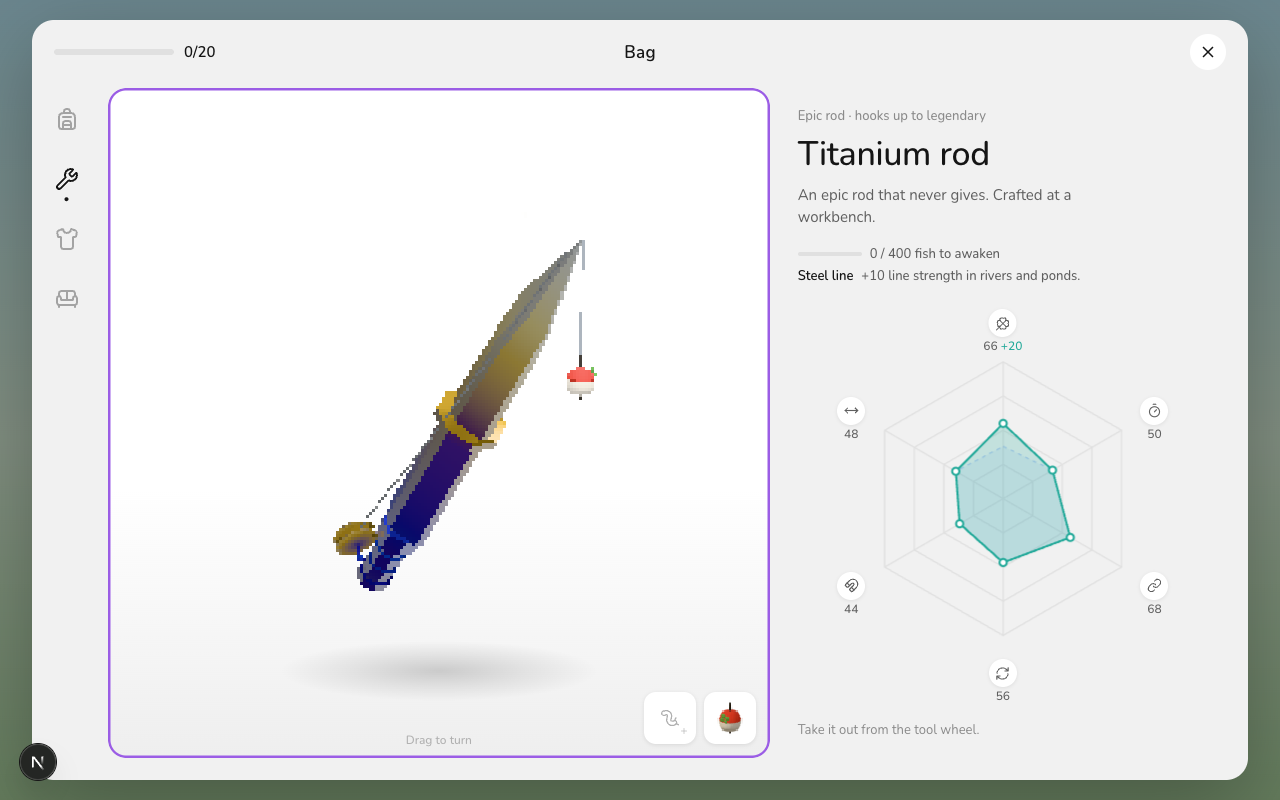 0/20
Bag
Epic rod · hooks up to legendary
Titanium rod
An epic rod that never gives. Crafted at a
workbench.
0 / 400 fish to awaken
Steel line +10 line strength in rivers and ponds.
66 +20
48
50
44
68
56
+
Drag to turn
Take it out from the tool wheel.
N